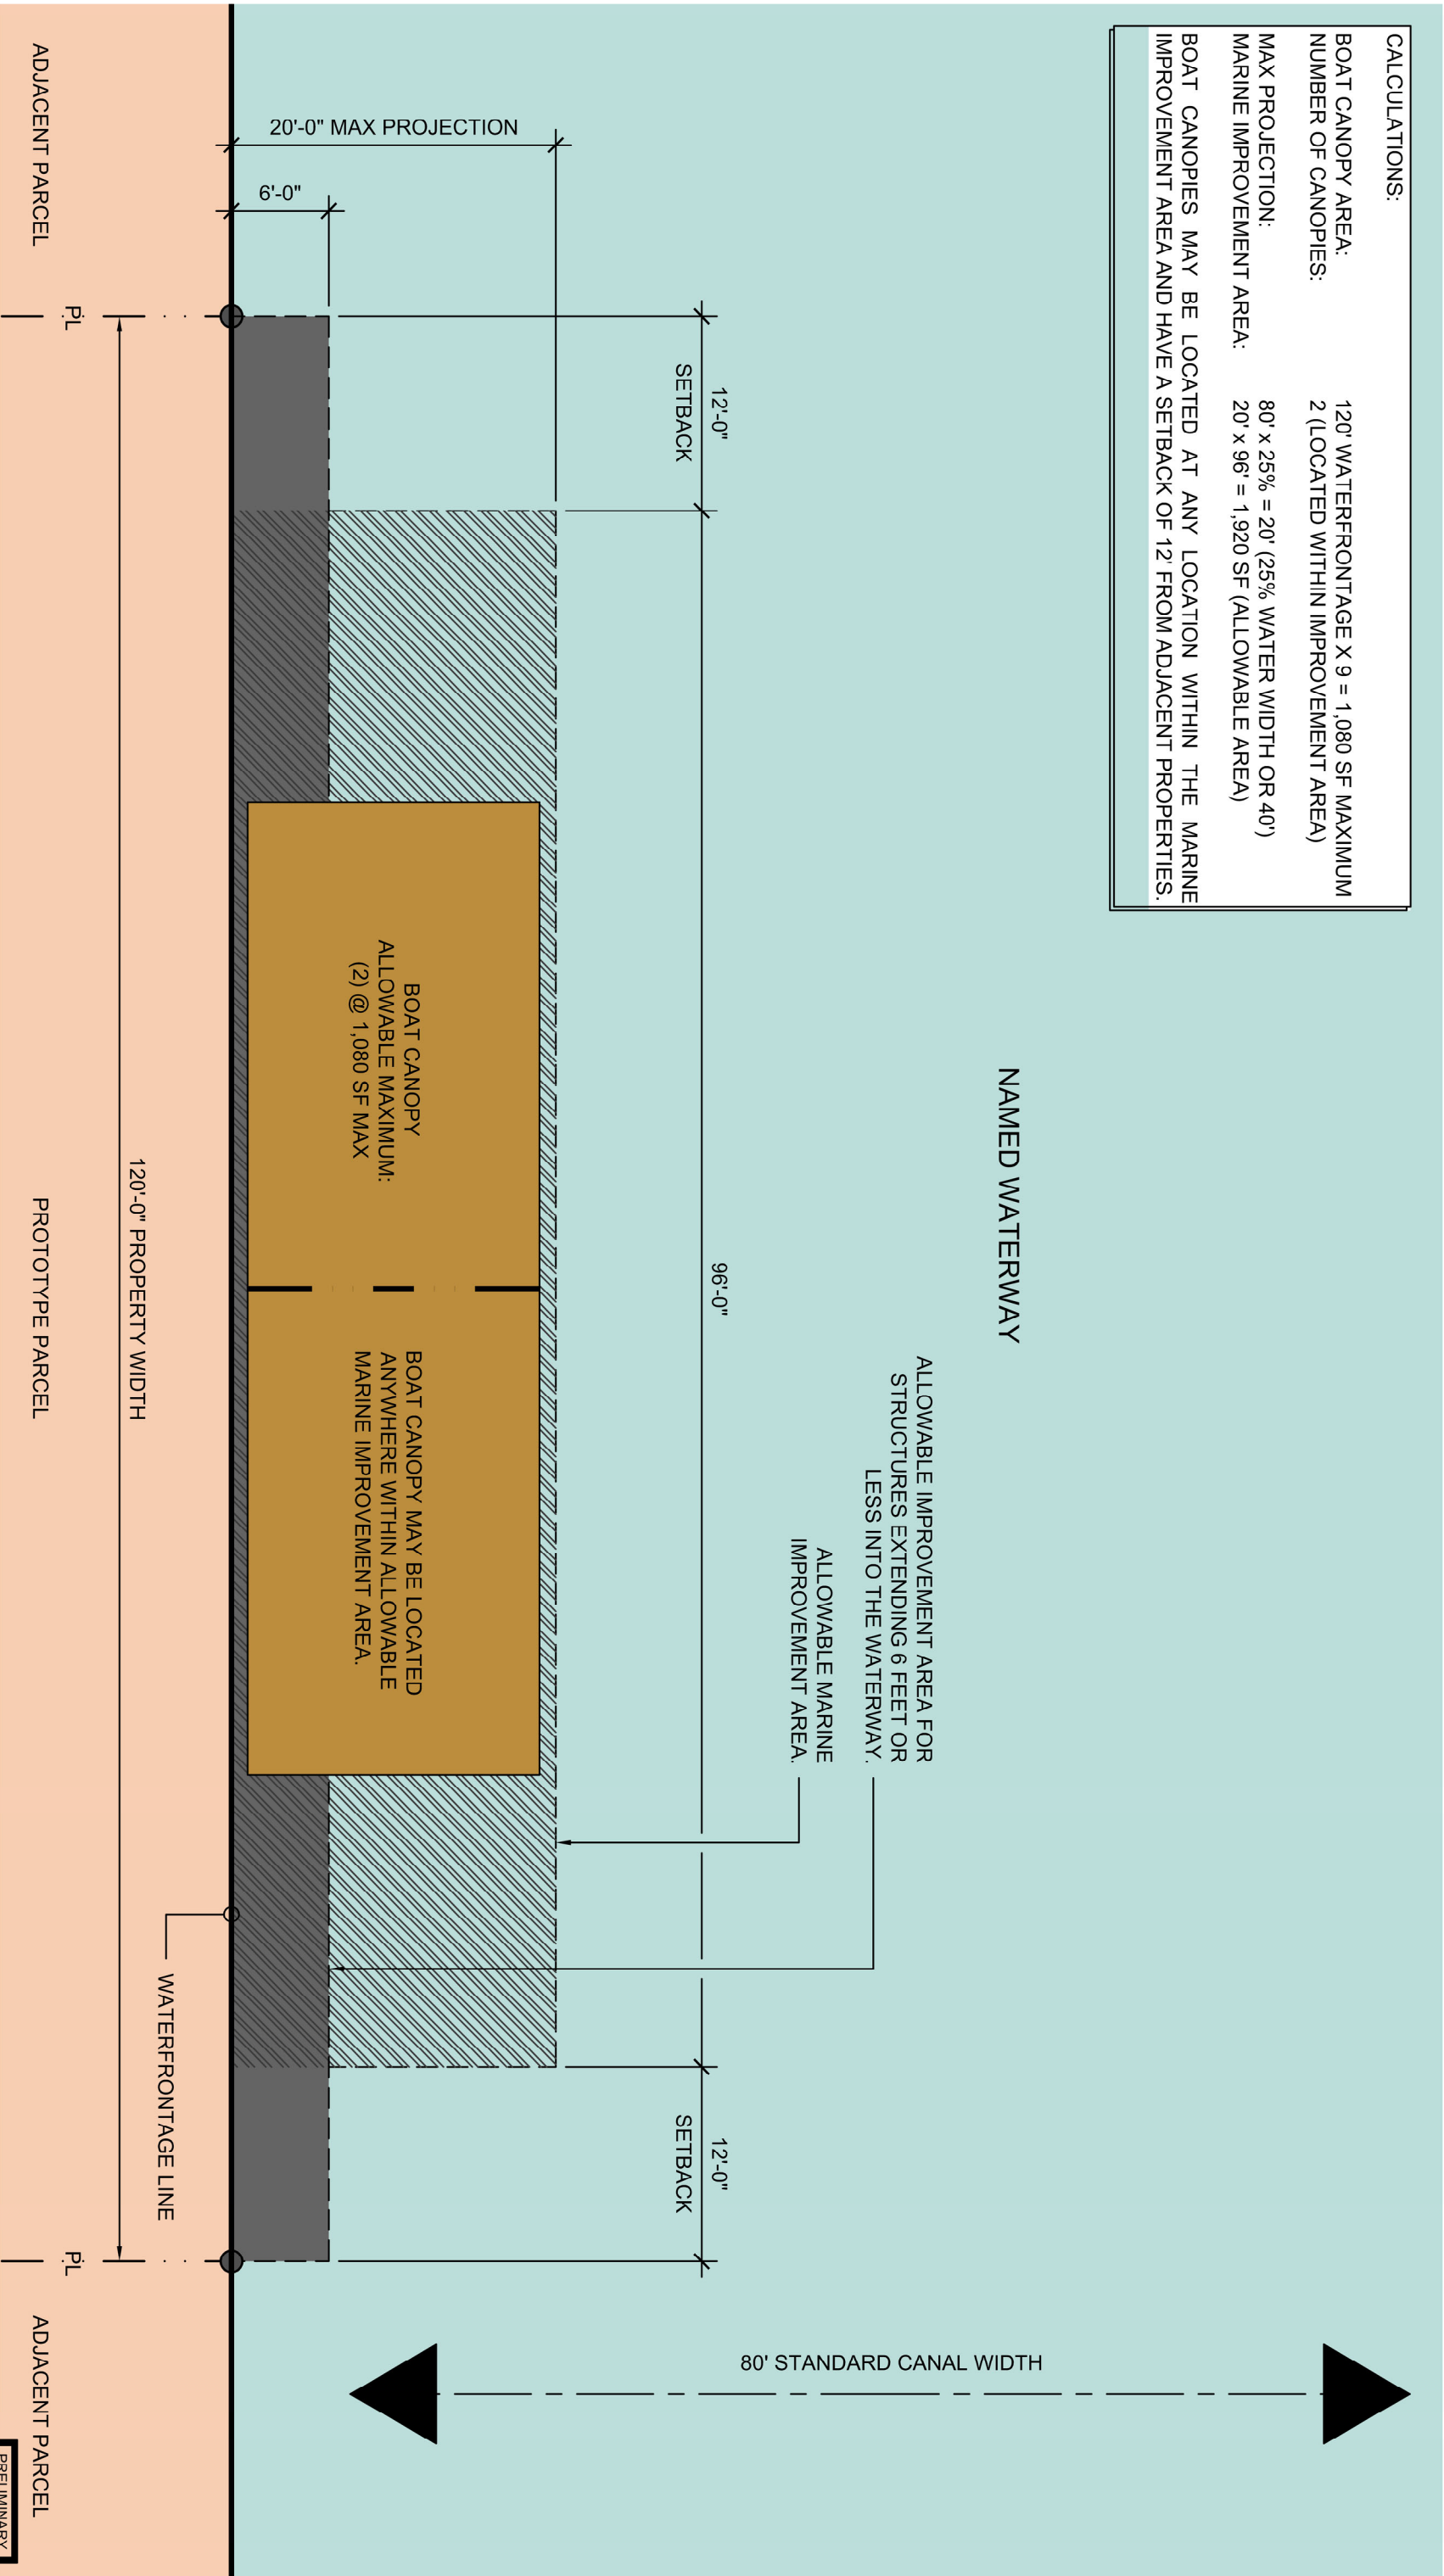 CALCULATIONS:
BOAT CANOPY AREA: 120' WATERFRONTAGE X 9 = 1,080 SF MAXIMUM
NUMBER OF CANOPIES: 2 (LOCATED WITHIN IMPROVEMENT AREA)
MAX PROJECTION: 80' x 25% = 20' (25% WATER WIDTH OR 40')
MARINE IMPROVEMENT AREA: 20' x 96' = 1,920 SF (ALLOWABLE AREA)
BOAT CANOPIES MAY BE LOCATED AT ANY LOCATION WITHIN THE MARINE
IMPROVEMENT AREA AND HAVE A SETBACK OF 12' FROM ADJACENT PROPERTIES.
NAMED WATERWAY
80' STANDARD CANAL WIDTH
ALLOWABLE IMPROVEMENT AREA FOR
STRUCTURES EXTENDING 6 FEET OR
LESS INTO THE WATERWAY.
ALLOWABLE MARINE
IMPROVEMENT AREA.
12'-0"
SETBACK
96'-0"
12'-0"
SETBACK
20'-0" MAX PROJECTION
6'-0"
BOAT CANOPY
ALLOWABLE MAXIMUM:
(2) @ 1,080 SF MAX
BOAT CANOPY MAY BE LOCATED
ANYWHERE WITHIN ALLOWABLE
MARINE IMPROVEMENT AREA.
WATERFRONTAGE LINE
120'-0" PROPERTY WIDTH
PL
PL
ADJACENT PARCEL
PROTOTYPE PARCEL
ADJACENT PARCEL
PRELIMINARY